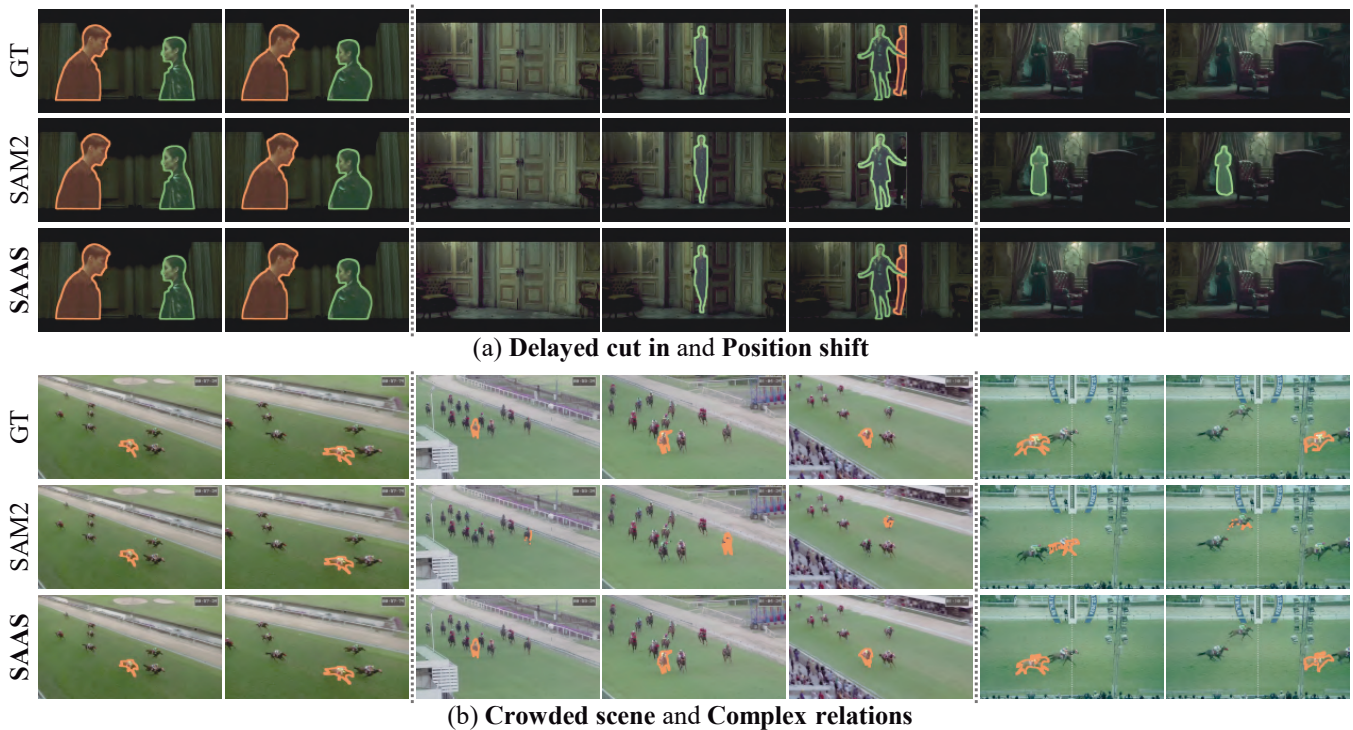 GT
SAM2
SAAS
(a) Delayed cut in and Position shift
GT
SAM2
SAAS
(b) Crowded scene and Complex relations